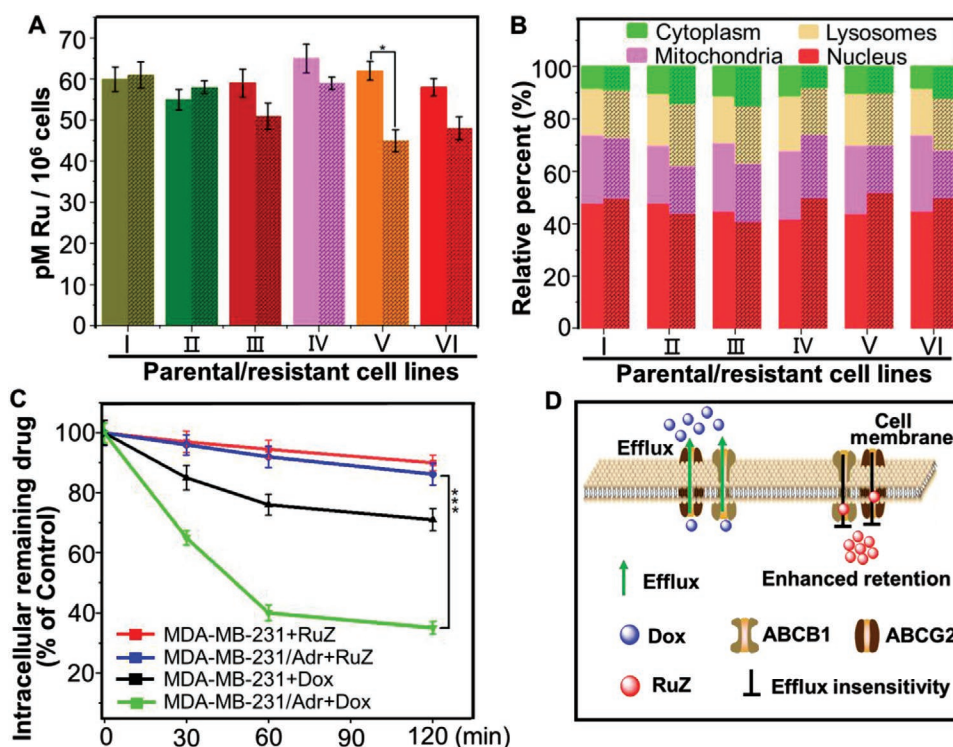 A
pM Ru / 10⁶ cells
70
60
50
40
30
20
10
0
*
I II III IV V VI
Parental/resistant cell lines
B
Cytoplasm Lysosomes
Mitochondria Nucleus
Relative percent (%)
100
80
60
40
20
0
I II III IV V VI
Parental/resistant cell lines
C
Intracellular remaining drug
(% of Control)
100
80
60
40
20
***
MDA-MB-231+RuZ
MDA-MB-231/Adr+RuZ
MDA-MB-231+Dox
MDA-MB-231/Adr+Dox
0 30 60 90 120 (min)
D
Efflux
Cell
membrane
Enhanced retention
Efflux
Dox ABCB1 ABCG2
RuZ Efflux insensitivity